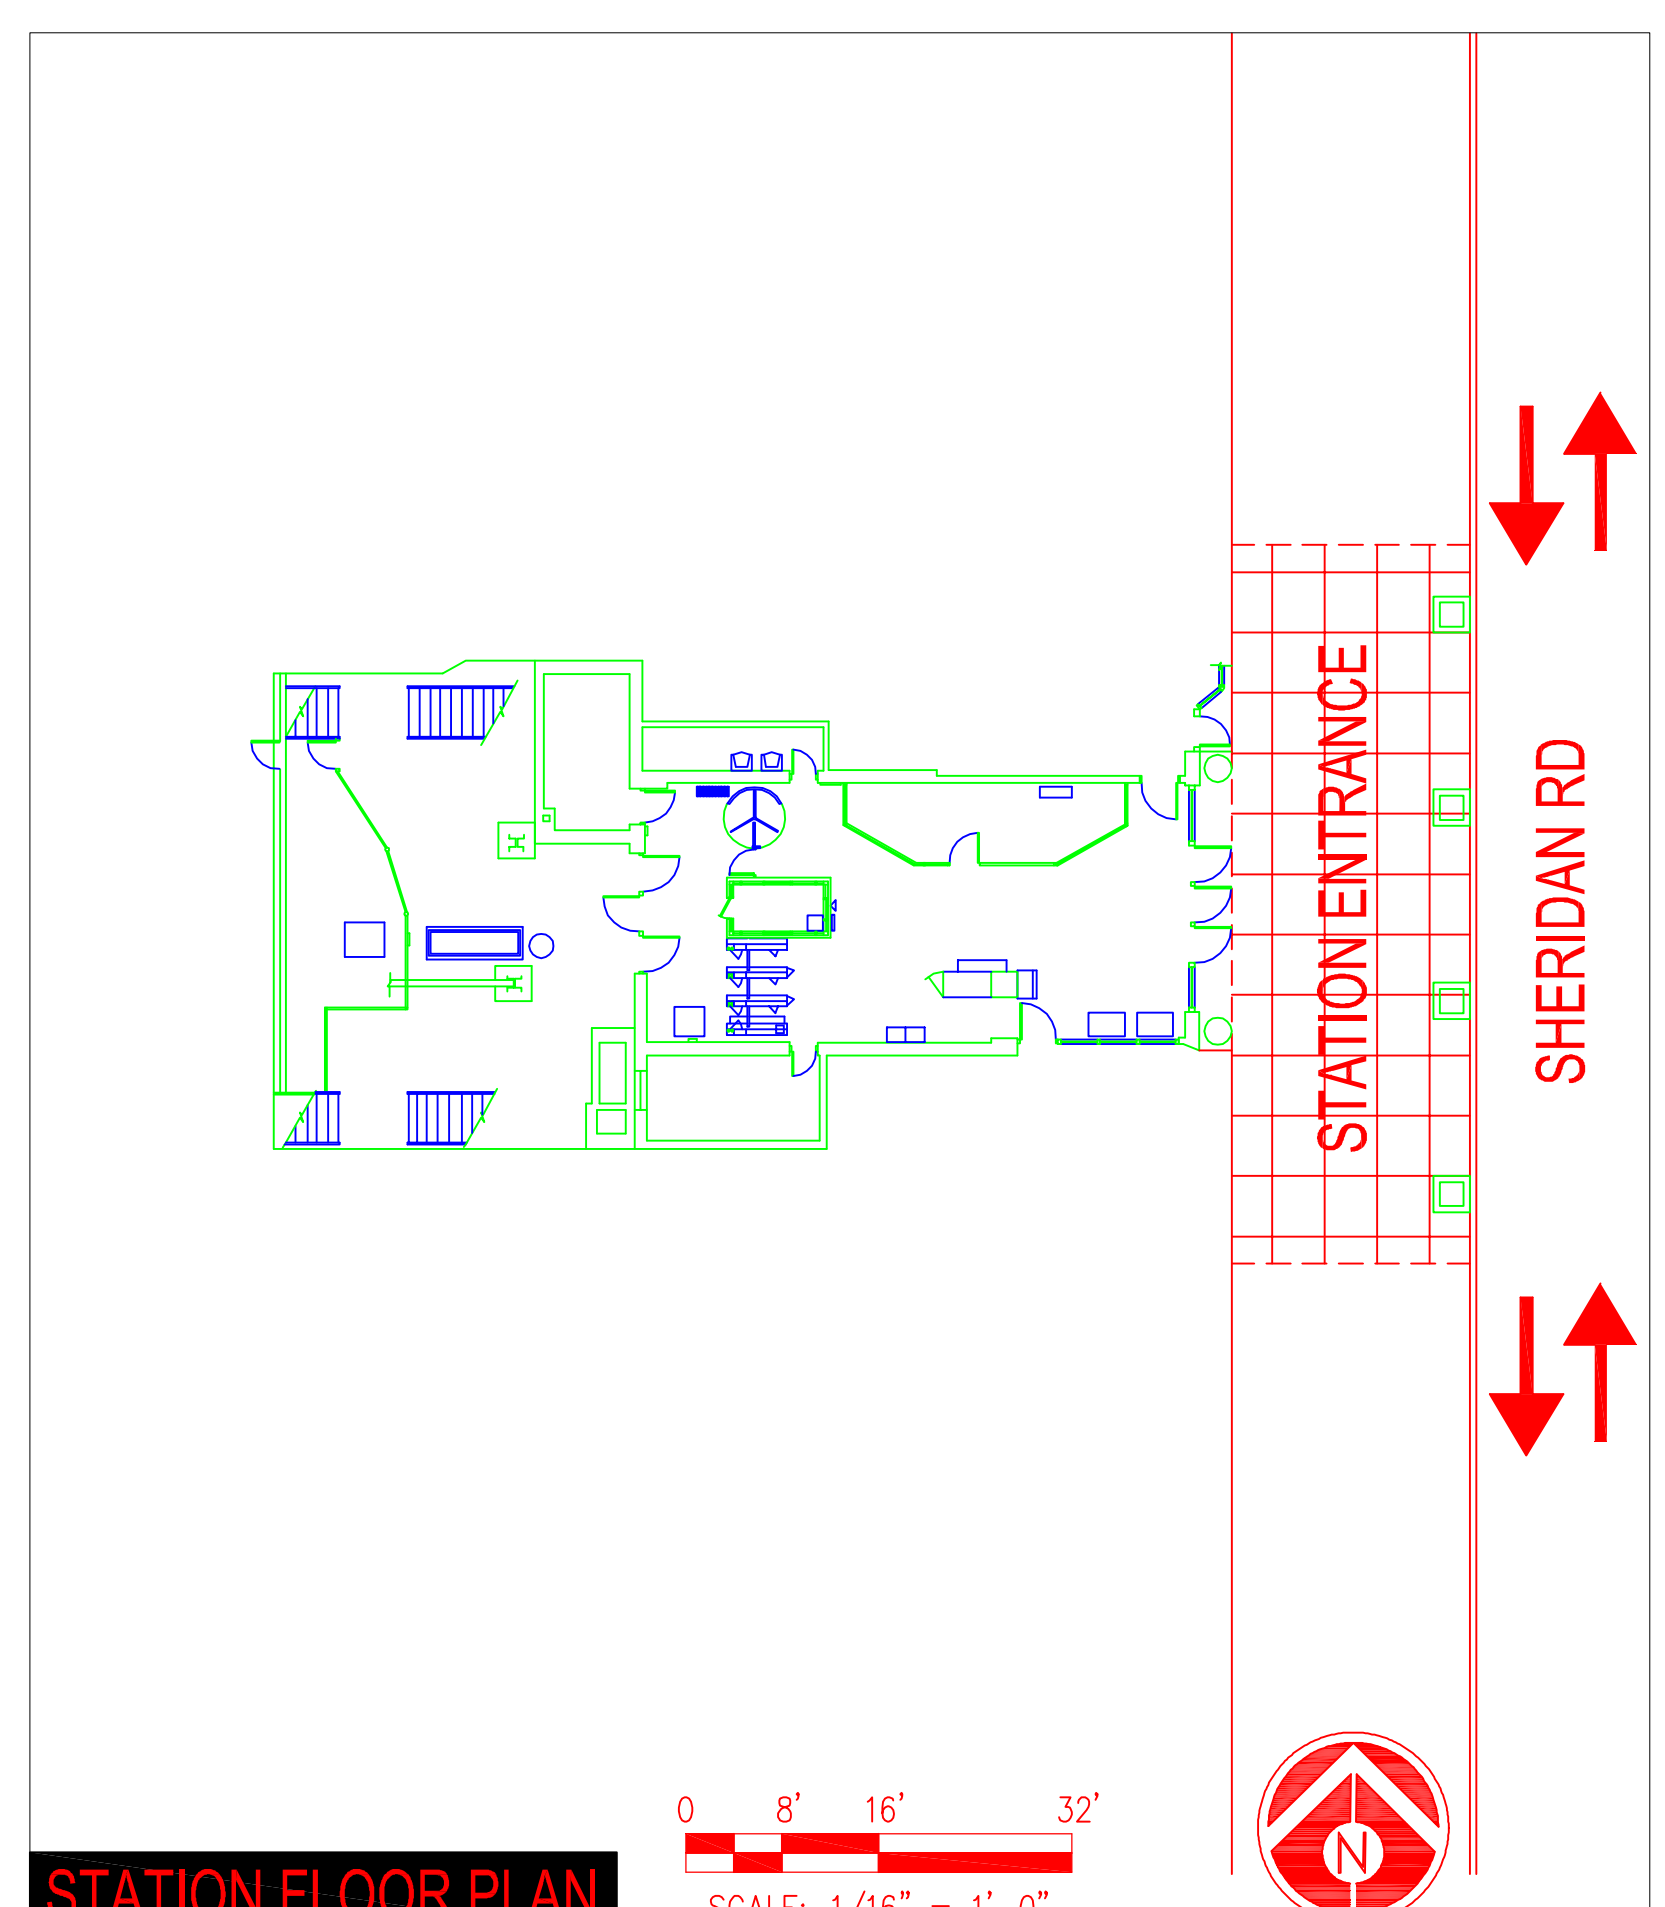 STATION ENTRANCE
SHERIDAN RD
0 8' 16' 32'
SCALE: 1/16" = 1'-0"
N
STATION FLOOR PLAN